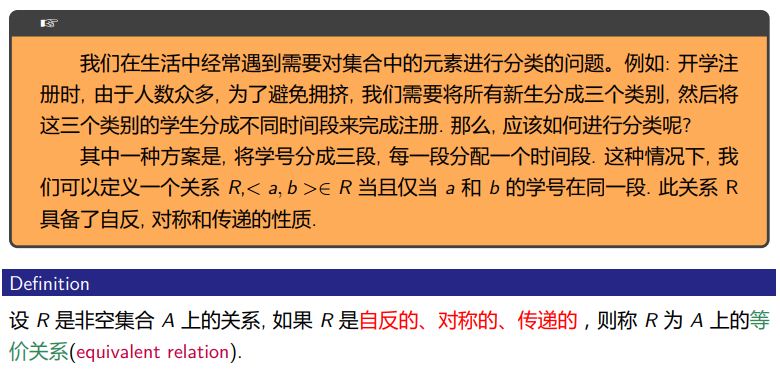 ☞
我们在生活中经常遇到需要对集合中的元素进行分类的问题。例如: 开学注
册时, 由于人数众多, 为了避免拥挤, 我们需要将所有新生分成三个类别, 然后将
这三个类别的学生分成不同时间段来完成注册. 那么, 应该如何进行分类呢?
其中一种方案是, 将学号分成三段, 每一段分配一个时间段. 这种情况下, 我
们可以定义一个关系 R,< a, b >∈ R 当且仅当 a 和 b 的学号在同一段. 此关系 R
具备了自反, 对称和传递的性质.
Definition
设 R 是非空集合 A 上的关系, 如果 R 是自反的、对称的、传递的 , 则称 R 为 A 上的等
价关系(equivalent relation).